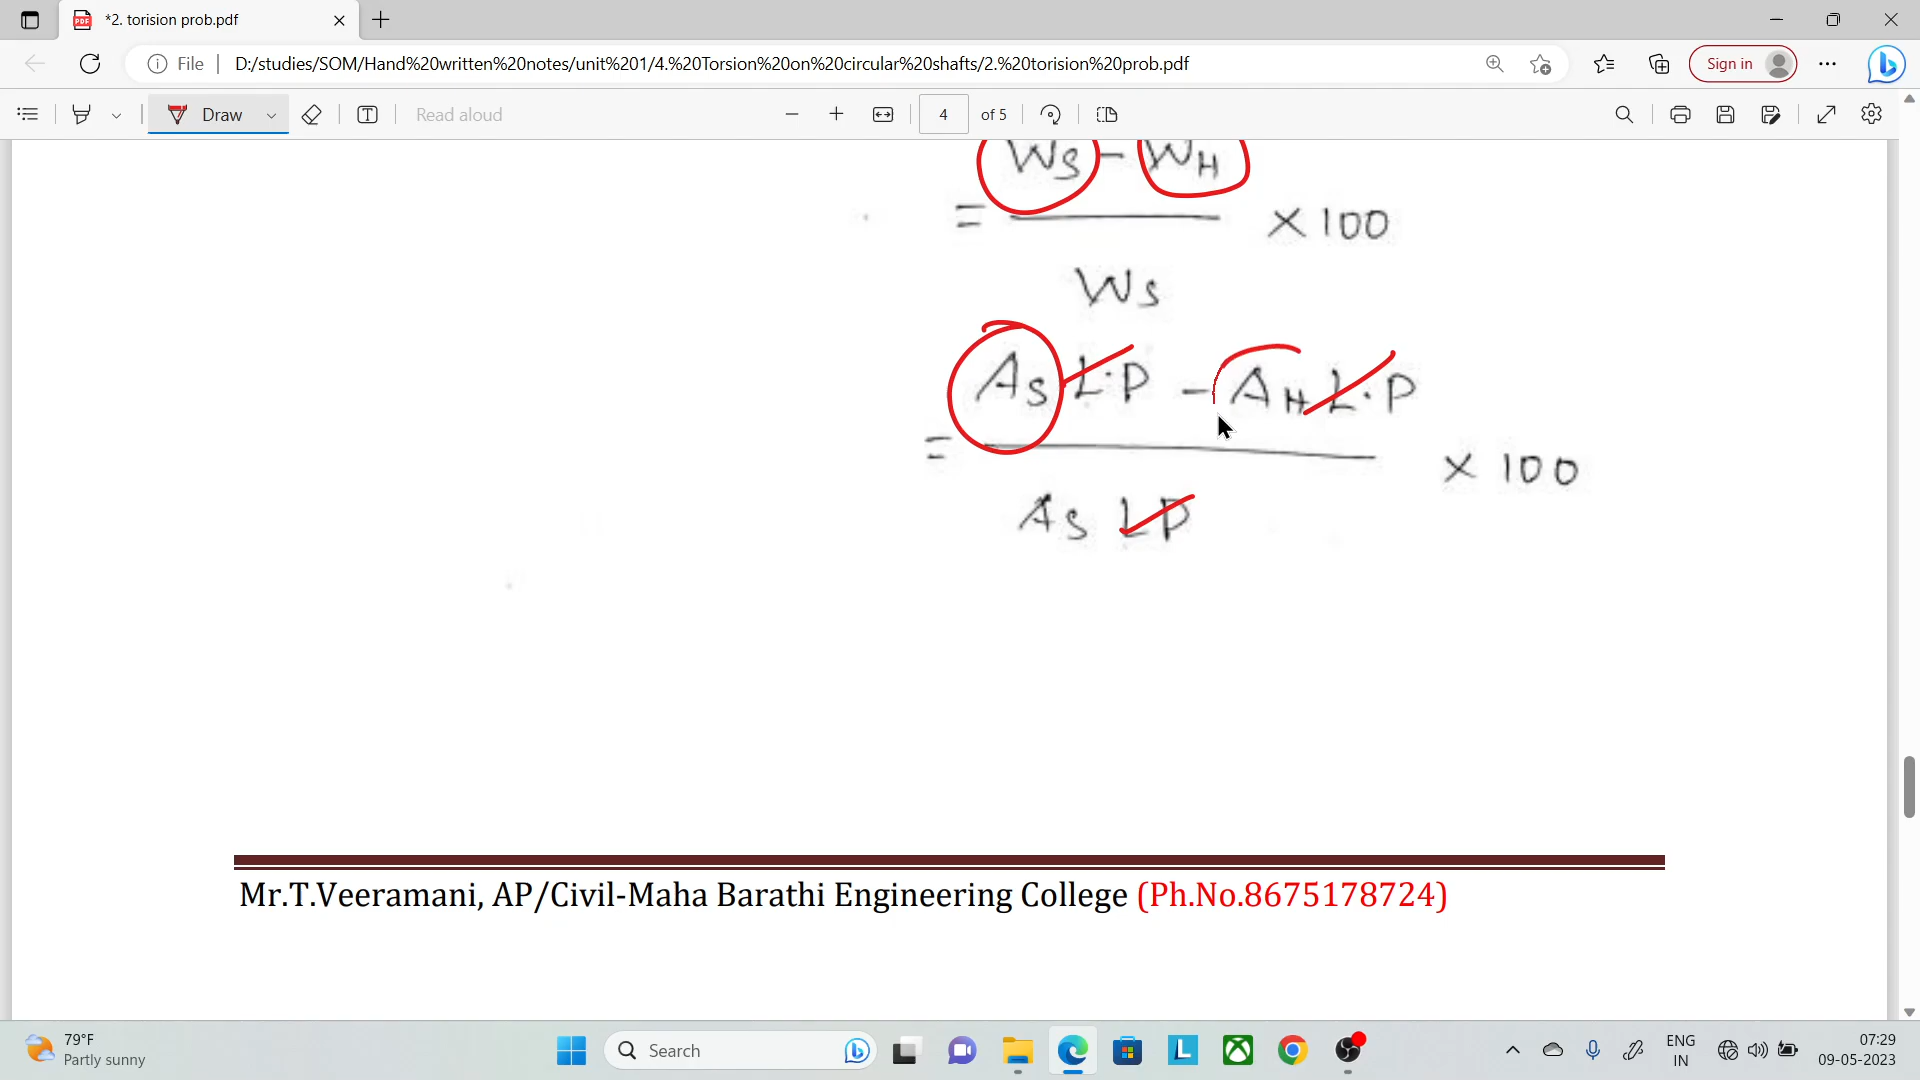 *2. torision prob.pdf
File
D:/studies/SOM/Hand%20written%20notes/unit%201/4.%20Torsion%20on%20circular%20shafts/2.%20torision%20prob.pdf
Sign in
Draw
Read aloud
4
of 5
WS - WH
= × 100
WS
AS L·P - AH L·P
= × 100
AS LP
Mr.T.Veeramani, AP/Civil-Maha Barathi Engineering College (Ph.No.8675178724)
79°F
Partly sunny
Search
ENG
IN
07:29
09-05-2023